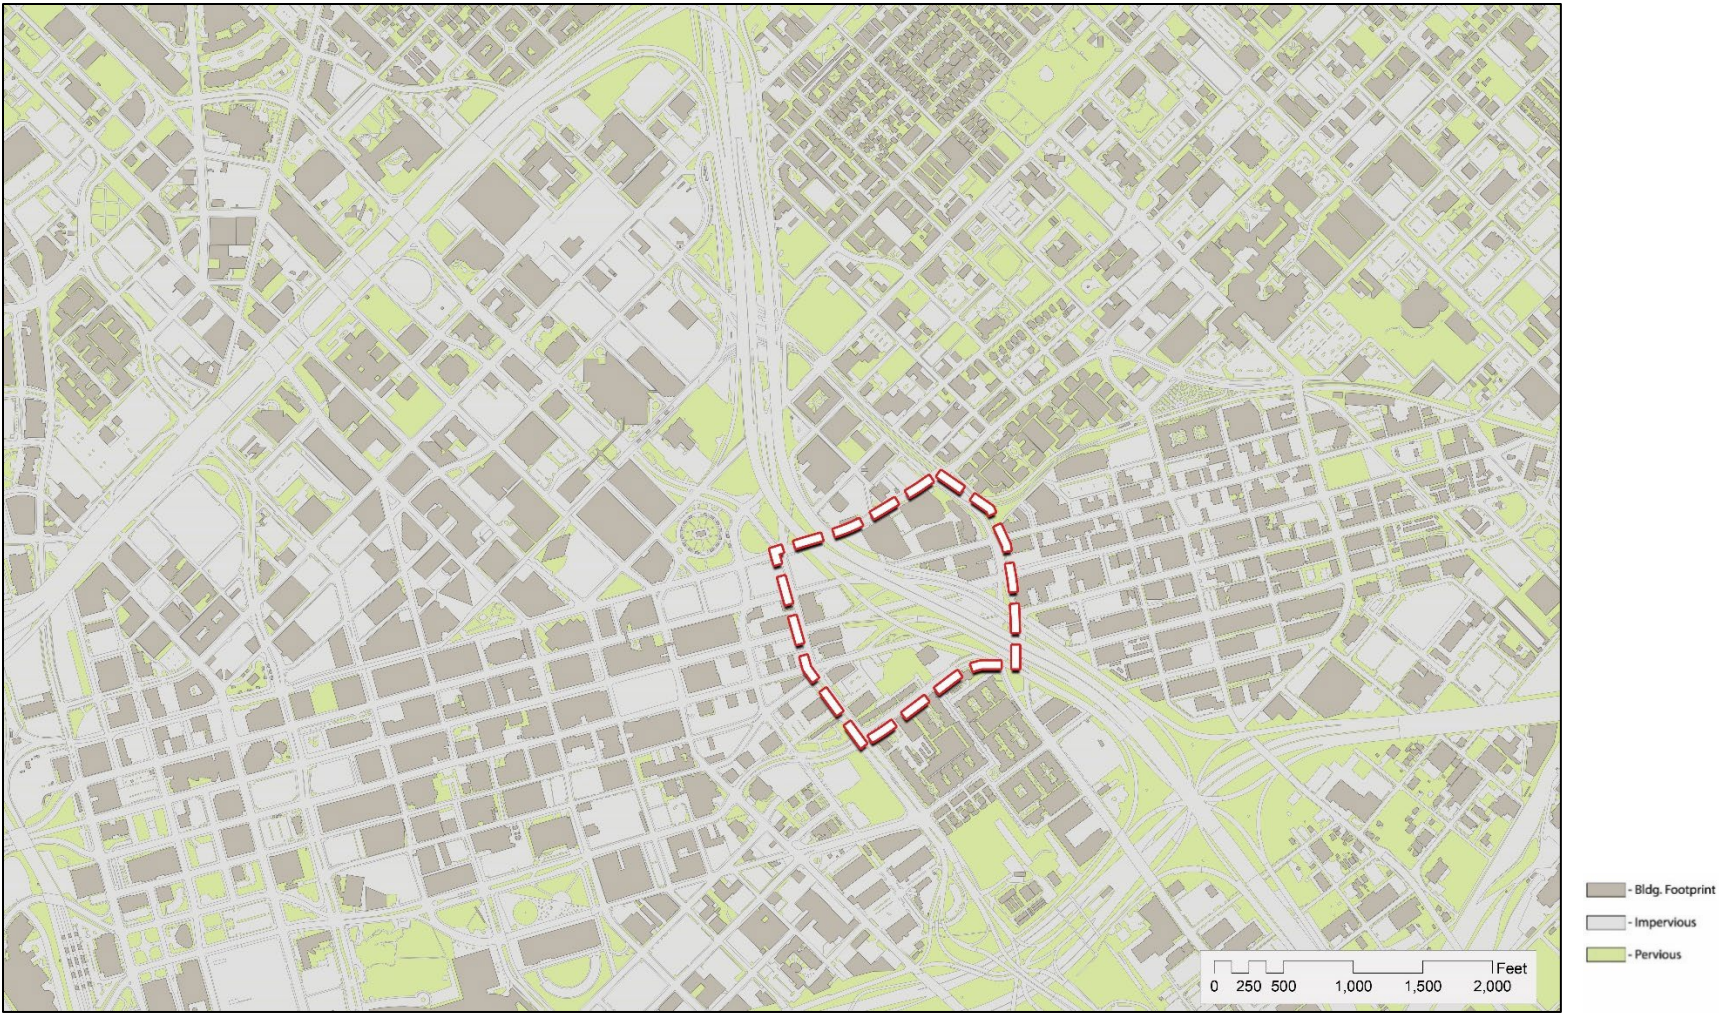 - Bldg. Footprint
- Impervious
- Pervious
Feet
0 250 500 1,000 1,500 2,000